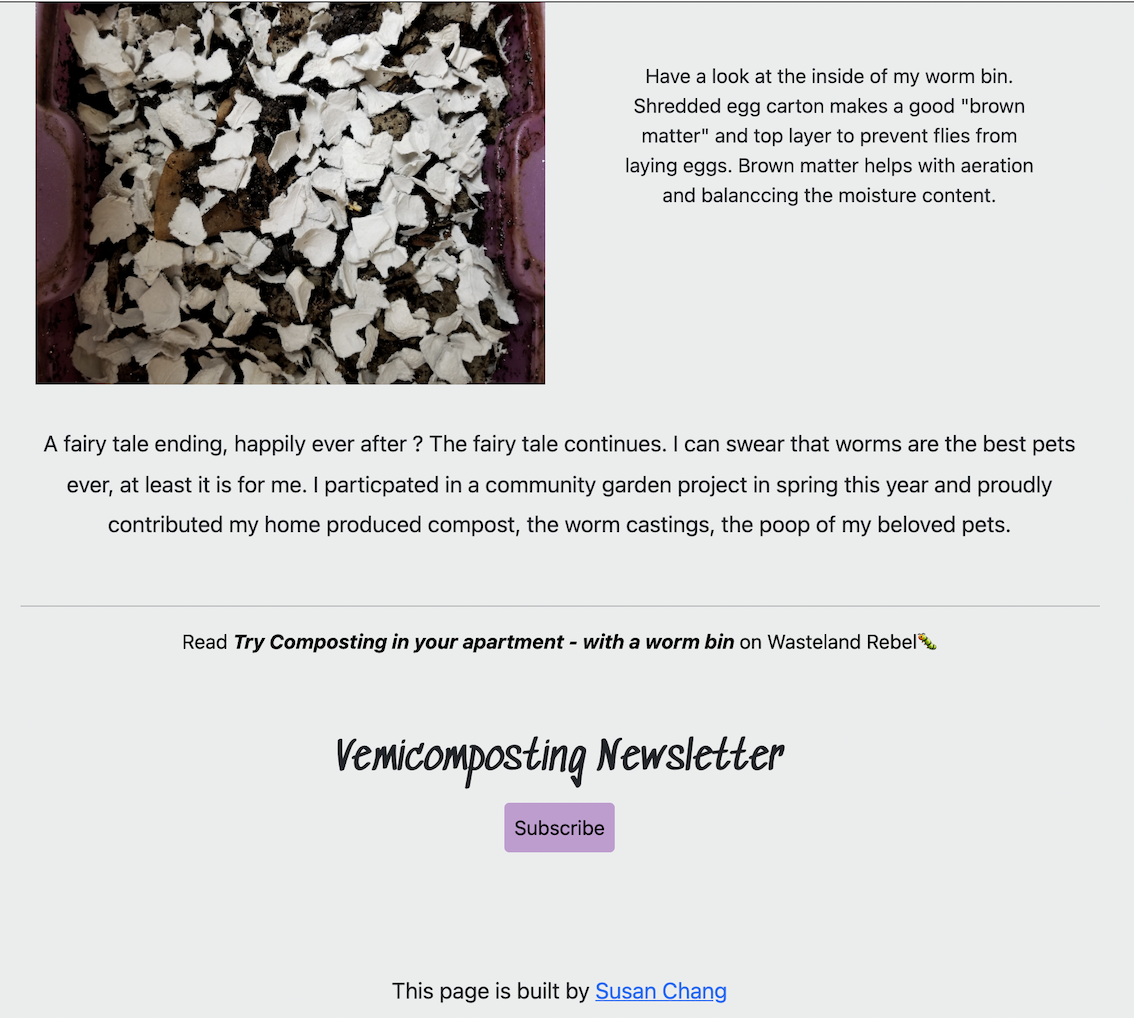 Have a look at the inside of my worm bin.
Shredded egg carton makes a good "brown
matter" and top layer to prevent flies from
laying eggs. Brown matter helps with aeration
and balanccing the moisture content.
A fairy tale ending, happily ever after ? The fairy tale continues. I can swear that worms are the best pets
ever, at least it is for me. I particpated in a community garden project in spring this year and proudly
contributed my home produced compost, the worm castings, the poop of my beloved pets.
Read Try Composting in your apartment - with a worm bin on Wasteland Rebel🐛
Vemicomposting Newsletter
Subscribe
This page is built by Susan Chang